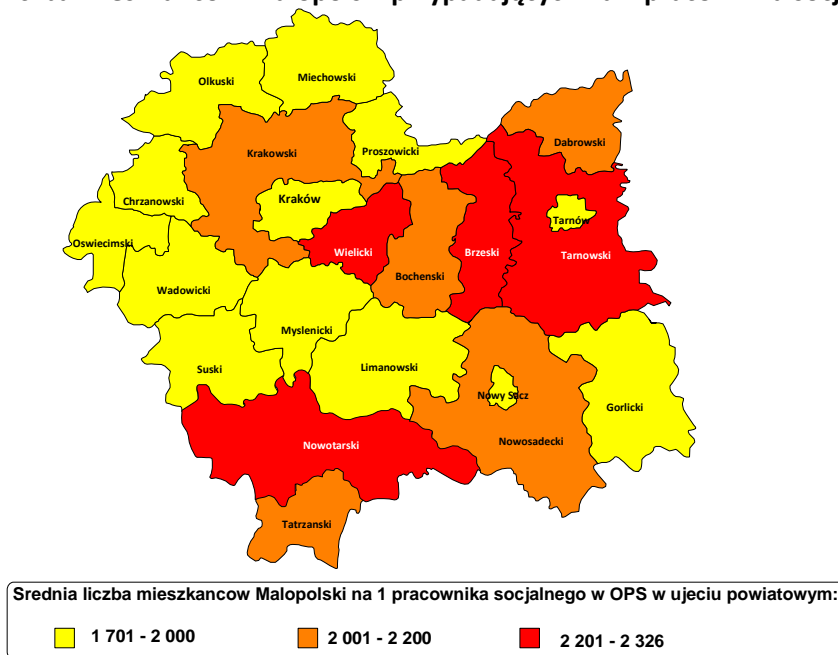 Olkuski
Miechowski
Dabrowski
Krakowski
Proszowicki
Chrzanowski
Kraków
Tarnów
Oswiecimski
Wielicki
Brzeski
Tarnowski
Bochenski
Wadowicki
Myslenicki
Suski
Limanowski
Gorlicki
Nowosadecki
Nowotarski
Tatrzanski
Srednia liczba mieszkancow Malopolski na 1 pracownika socjalnego w OPS w ujeciu powiatowym:
1 701 - 2 000
2 001 - 2 200
2 201 - 2 326